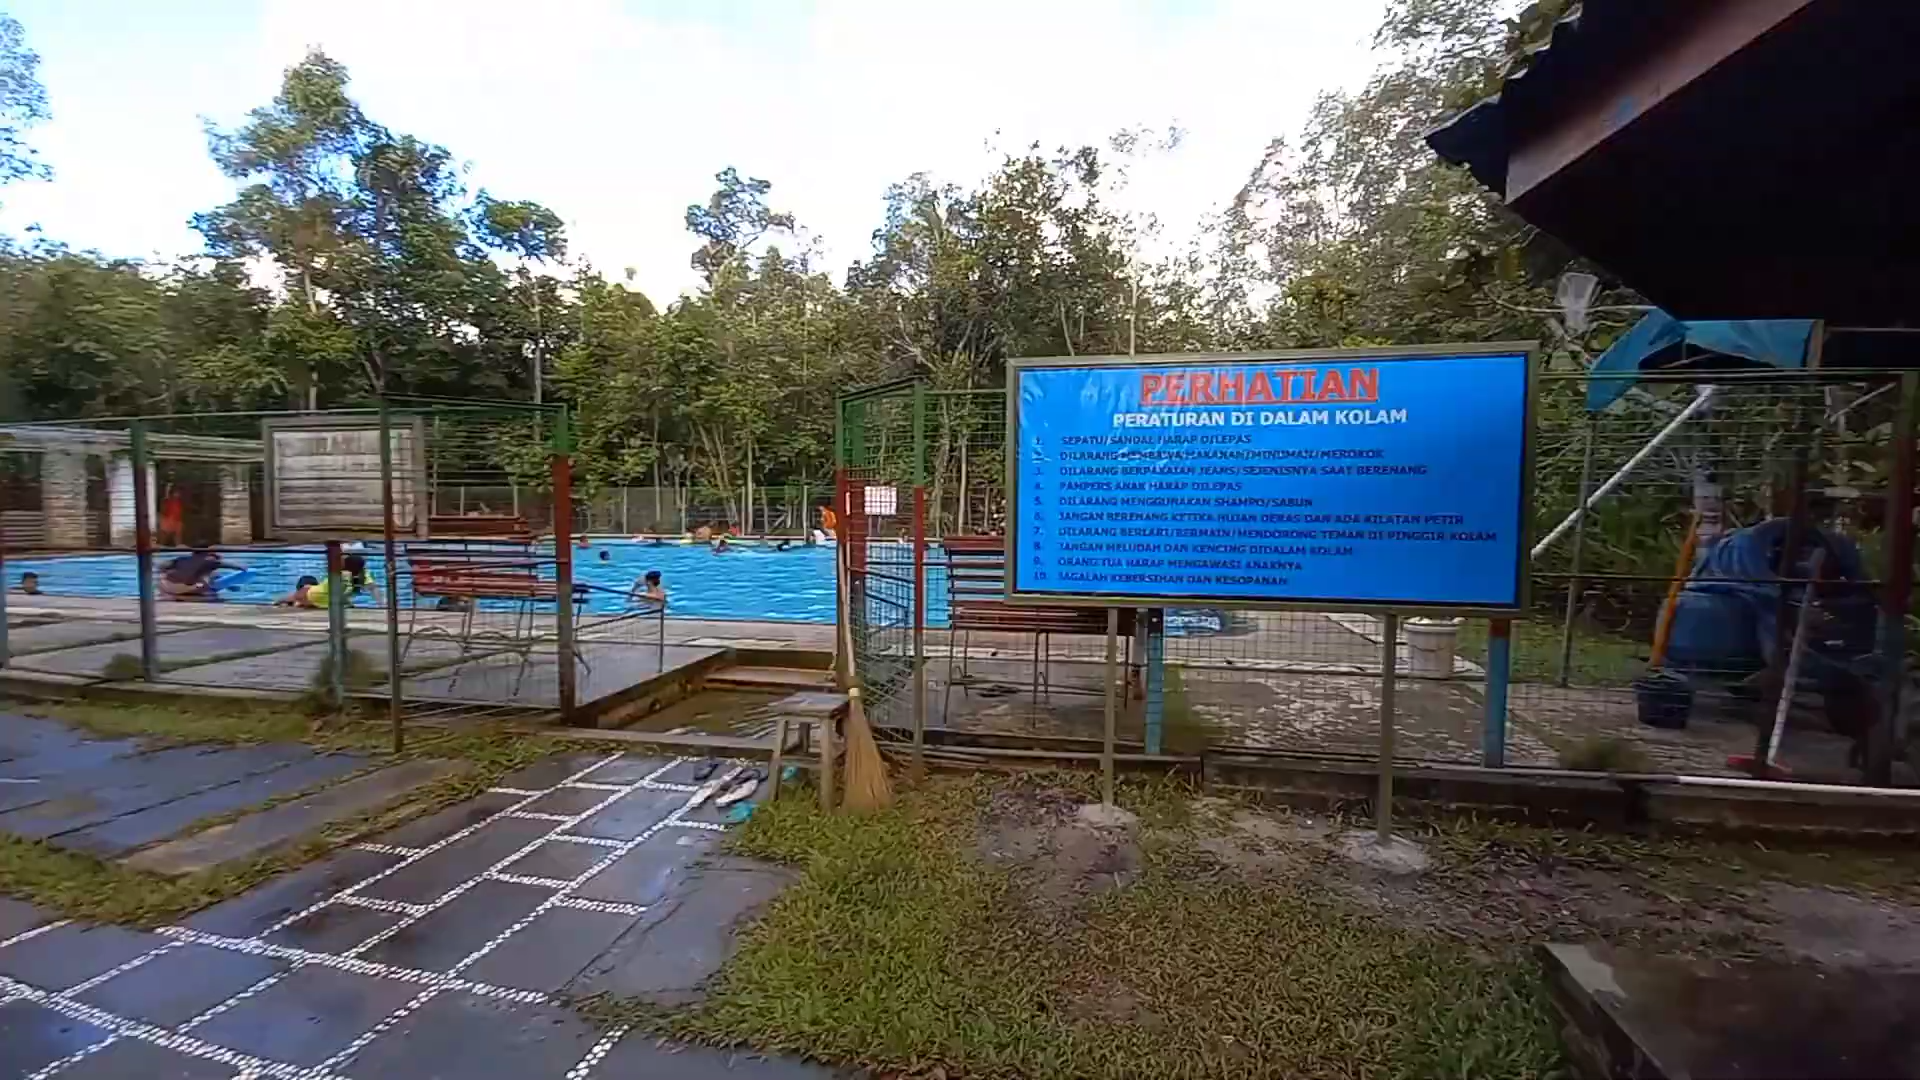 PERHATIAN
PERATURAN DI DALAM KOLAM
1. SEPATU/SANDAL HARAP DILEPAS
2. DILARANG MEMBAWA MAKANAN/MINUMAN/MEROKOK
3. DILARANG BERPAKAIAN JEANS/SEJENISNYA SAAT BERENANG
4. PAMPERS ANAK HARAP DILEPAS
5. DILARANG MENGGUNAKAN SHAMPO/SABUN
6. JANGAN BERENANG KETIKA HUJAN DERAS DAN ADA KILATAN PETIR
7. DILARANG BERLARI/BERMAIN/MENDORONG TEMAN DI PINGGIR KOLAM
8. JANGAN MELUDAH DAN KENCING DIDALAM KOLAM
9. ORANG TUA HARAP MENGAWASI ANAKNYA
10. JAGALAH KEBERSIHAN DAN KESOPANAN